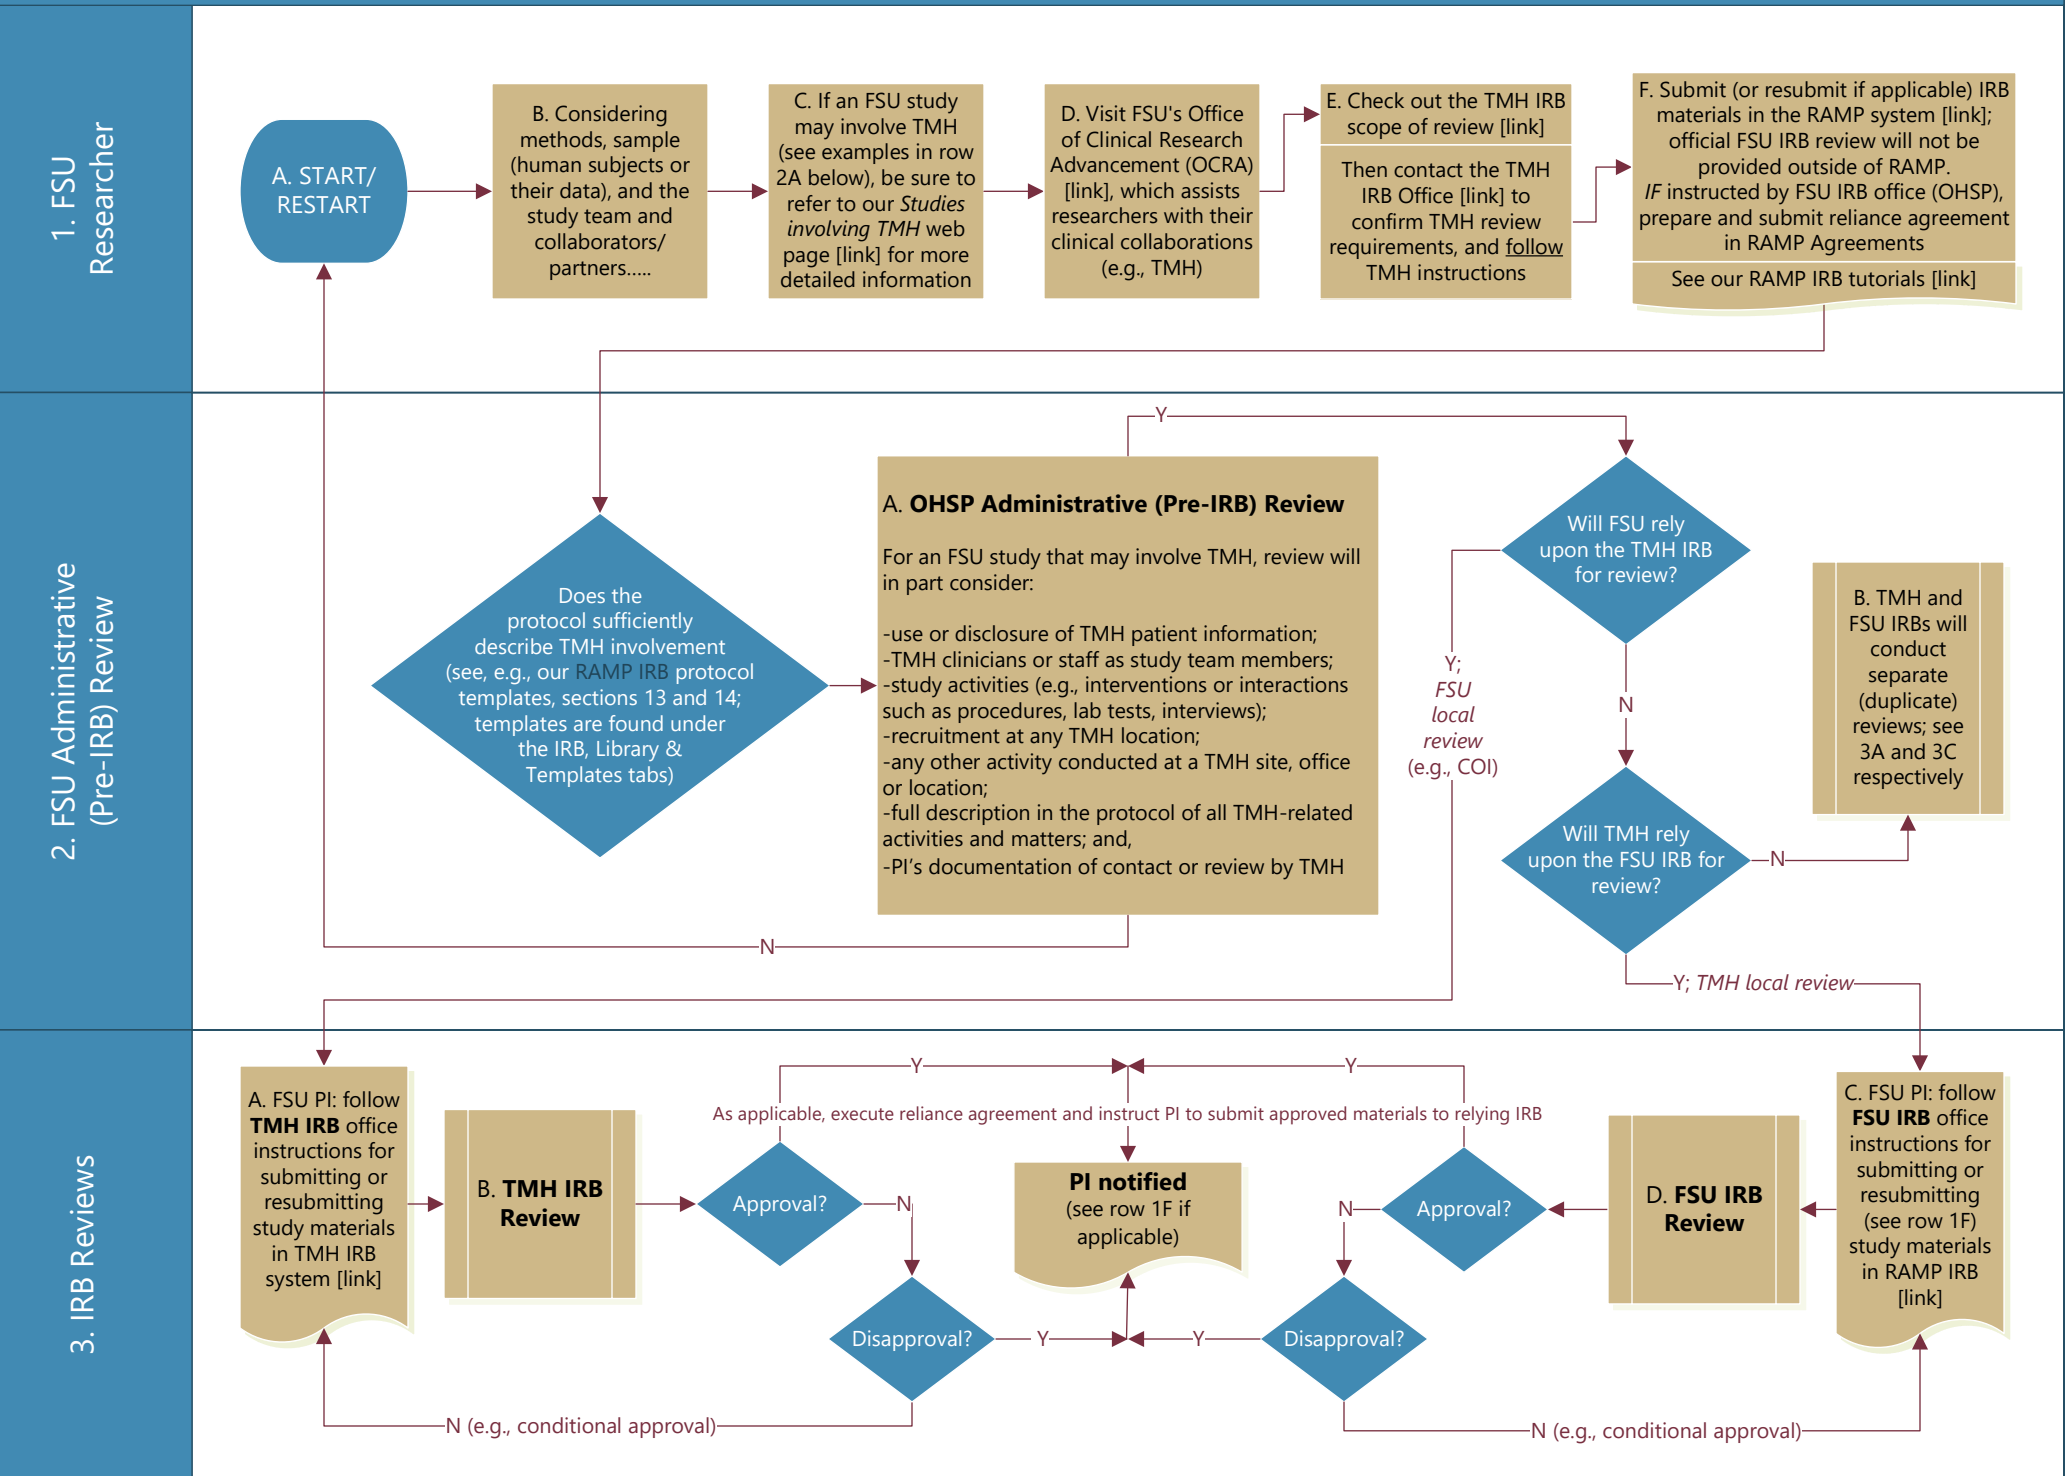 1. FSU
Researcher
A. START/
RESTART
B. Considering
methods, sample
(human subjects or
their data), and the
study team and
collaborators/
partners.....
C. If an FSU study
may involve TMH
(see examples in row
2A below), be sure to
refer to our Studies
involving TMH web
page [link] for more
detailed information
D. Visit FSU's Office
of Clinical Research
Advancement (OCRA)
[link], which assists
researchers with their
clinical collaborations
(e.g., TMH)
E. Check out the TMH IRB
scope of review [link]
Then contact the TMH
IRB Office [link] to
confirm TMH review
requirements, and follow
TMH instructions
F. Submit (or resubmit if applicable) IRB
materials in the RAMP system [link];
official FSU IRB review will not be
provided outside of RAMP.
IF instructed by FSU IRB office (OHSP),
prepare and submit reliance agreement
in RAMP Agreements
See our RAMP IRB tutorials [link]
2. FSU Administrative
(Pre-IRB) Review
Does the
protocol sufficiently
describe TMH involvement
(see, e.g., our RAMP IRB protocol
templates, sections 13 and 14;
templates are found under
the IRB, Library &
Templates tabs)
A. OHSP Administrative (Pre-IRB) Review
For an FSU study that may involve TMH, review will
in part consider:
-use or disclosure of TMH patient information;
-TMH clinicians or staff as study team members;
-study activities (e.g., interventions or interactions
such as procedures, lab tests, interviews);
-recruitment at any TMH location;
-any other activity conducted at a TMH site, office
or location;
-full description in the protocol of all TMH-related
activities and matters; and,
-PI's documentation of contact or review by TMH
Y
N
Will FSU rely
upon the TMH IRB
for review?
Y;
FSU
local
review
(e.g., COI)
N
Will TMH rely
upon the FSU IRB for
review?
N
B. TMH and
FSU IRBs will
conduct
separate
(duplicate)
reviews; see
3A and 3C
respectively
Y; TMH local review
3. IRB Reviews
A. FSU PI: follow
TMH IRB office
instructions for
submitting or
resubmitting
study materials
in TMH IRB
system [link]
B. TMH IRB
Review
Approval?
Y
N
Disapproval?
Y
N (e.g., conditional approval)
As applicable, execute reliance agreement and instruct PI to submit approved materials to relying IRB
PI notified
(see row 1F if
applicable)
Y
Approval?
N
Disapproval?
Y
N (e.g., conditional approval)
D. FSU IRB
Review
C. FSU PI: follow
FSU IRB office
instructions for
submitting or
resubmitting
(see row 1F)
study materials
in RAMP IRB
[link]